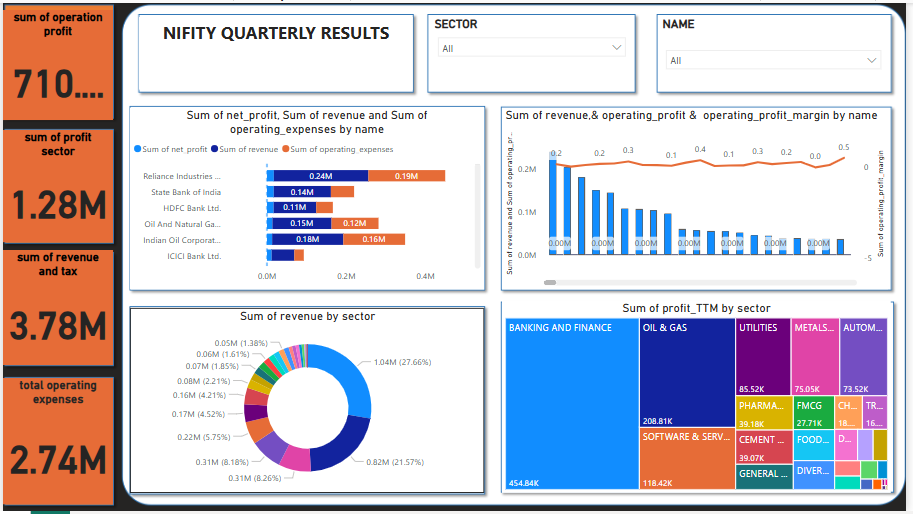 sum of operation
profit
710....
sum of profit
sector
1.28M
sum of revenue
and tax
3.78M
total operating
expenses
2.74M
NIFITY QUARTERLY RESULTS
SECTOR
All
NAME
All
Sum of net_profit, Sum of revenue and Sum of
operating_expenses by name
Sum of net_profit Sum of revenue Sum of operating_expenses
Reliance Industries ... 0.24M 0.19M
State Bank of India 0.14M
HDFC Bank Ltd. 0.11M
Oil And Natural Ga... 0.15M 0.12M
Indian Oil Corporat... 0.18M 0.16M
ICICI Bank Ltd.
0.0M 0.2M 0.4M
Sum of revenue,& operating_profit & operating_profit_margin by name
Sum of revenue and Sum of operating_pr...
0.2M
0.1M
0.0M
0.2 0.2 0.3 0.1 0.4 0.1 0.3 0.2 0.0 0.5
0.00M 0.00M 0.00M 0.00M 0.00M 0.00M 0.00M
0
-5
Sum of operating_profit_margin
Sum of revenue by sector
0.05M (1.38%)
0.06M (1.61%)
0.07M (1.85%)
0.08M (2.21%)
0.16M (4.21%)
0.17M (4.52%)
0.22M (5.75%)
0.31M (8.18%)
0.31M (8.26%)
0.82M (21.57%)
1.04M (27.66%)
Sum of profit_TTM by sector
BANKING AND FINANCE
454.84K
OIL & GAS
208.81K
SOFTWARE & SERV...
118.42K
UTILITIES
85.52K
METALS...
75.05K
AUTOM...
73.52K
PHARMA...
39.18K
FMCG
27.71K
CH...
18....
TR...
16....
CEMENT ...
39.07K
FOOD...
D...
GENERAL ...
DIVER...